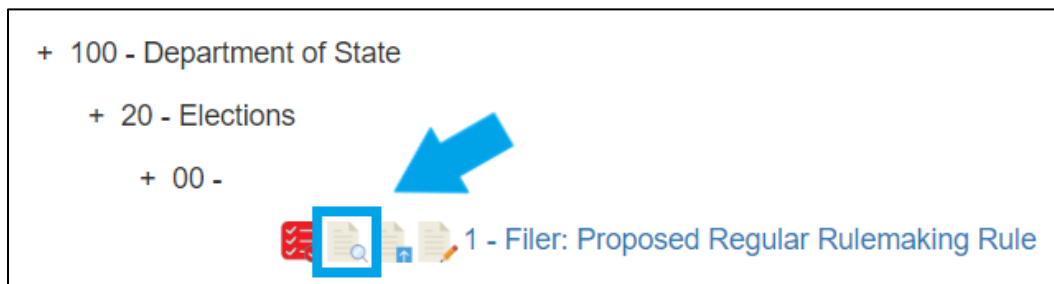 + 100 - Department of State
+ 20 - Elections
+ 00 -
1 - Filer: Proposed Regular Rulemaking Rule